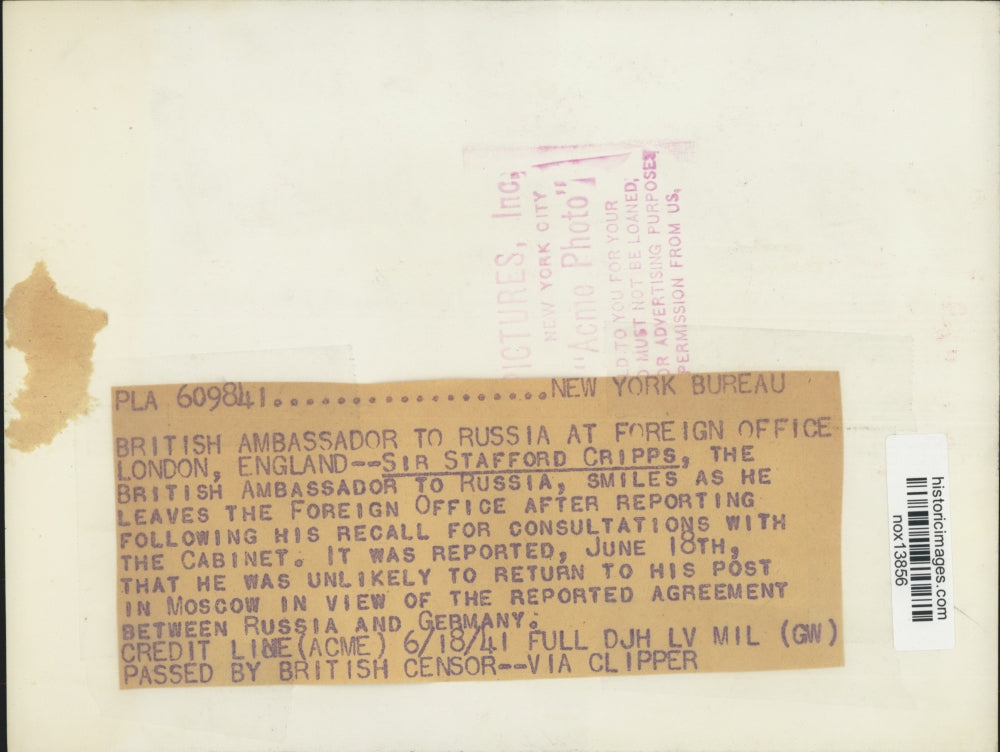 PICTURES, Inc,
NEW YORK CITY
"Acme Photo"
D TO YOU FOR YOUR
MUST NOT BE LOANED,
OR ADVERTISING PURPOSES
PERMISSION FROM US,
PLA 609841...................NEW YORK BUREAU
BRITISH AMBASSADOR TO RUSSIA AT FOREIGN OFFICE
LONDON, ENGLAND--SIR STAFFORD CRIPPS, THE
BRITISH AMBASSADOR TO RUSSIA, SMILES AS HE
LEAVES THE FOREIGN OFFICE AFTER REPORTING
FOLLOWING HIS RECALL FOR CONSULTATIONS WITH
THE CABINET. IT WAS REPORTED, JUNE 18TH,
THAT HE WAS UNLIKELY TO RETURN TO HIS POST
IN MOSCOW IN VIEW OF THE REPORTED AGREEMENT
BETWEEN RUSSIA AND GERMANY.
CREDIT LINE(ACME) 6/18/41 FULL DJH LV MIL (GW)
PASSED BY BRITISH CENSOR--VIA CLIPPER
historicimages.com
nox13856